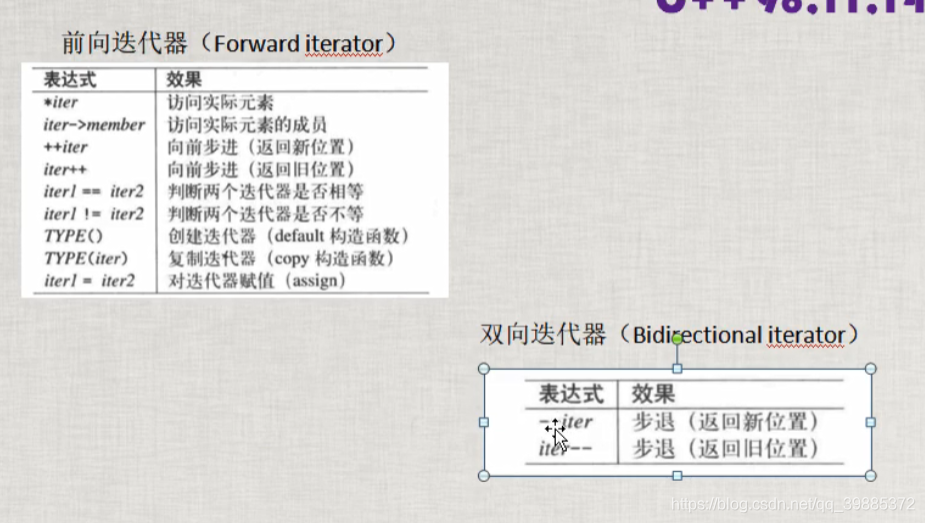 前向迭代器（Forward iterator）
表达式 效果
*iter 访问实际元素
iter->member 访问实际元素的成员
++iter 向前步进（返回新位置）
iter++ 向前步进（返回旧位置）
iter1 == iter2 判断两个迭代器是否相等
iter1 != iter2 判断两个迭代器是否不等
TYPE() 创建迭代器（default 构造函数）
TYPE(iter) 复制迭代器（copy 构造函数）
iter1 = iter2 对迭代器赋值（assign）
双向迭代器（Bidirectional iterator）
表达式 效果
--iter 步退（返回新位置）
iter-- 步退（返回旧位置）
https://blog.csdn.net/qq_39885372